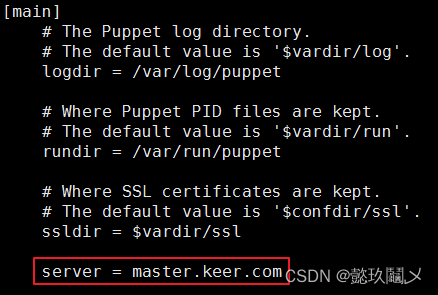 [main]
# The Puppet log directory.
# The default value is '$vardir/log'.
logdir = /var/log/puppet
# Where Puppet PID files are kept.
# The default value is '$vardir/run'.
rundir = /var/run/puppet
# Where SSL certificates are kept.
# The default value is '$confdir/ssl'.
ssldir = $vardir/ssl
server = master.keer.com
CSDN @懿玖闧乄